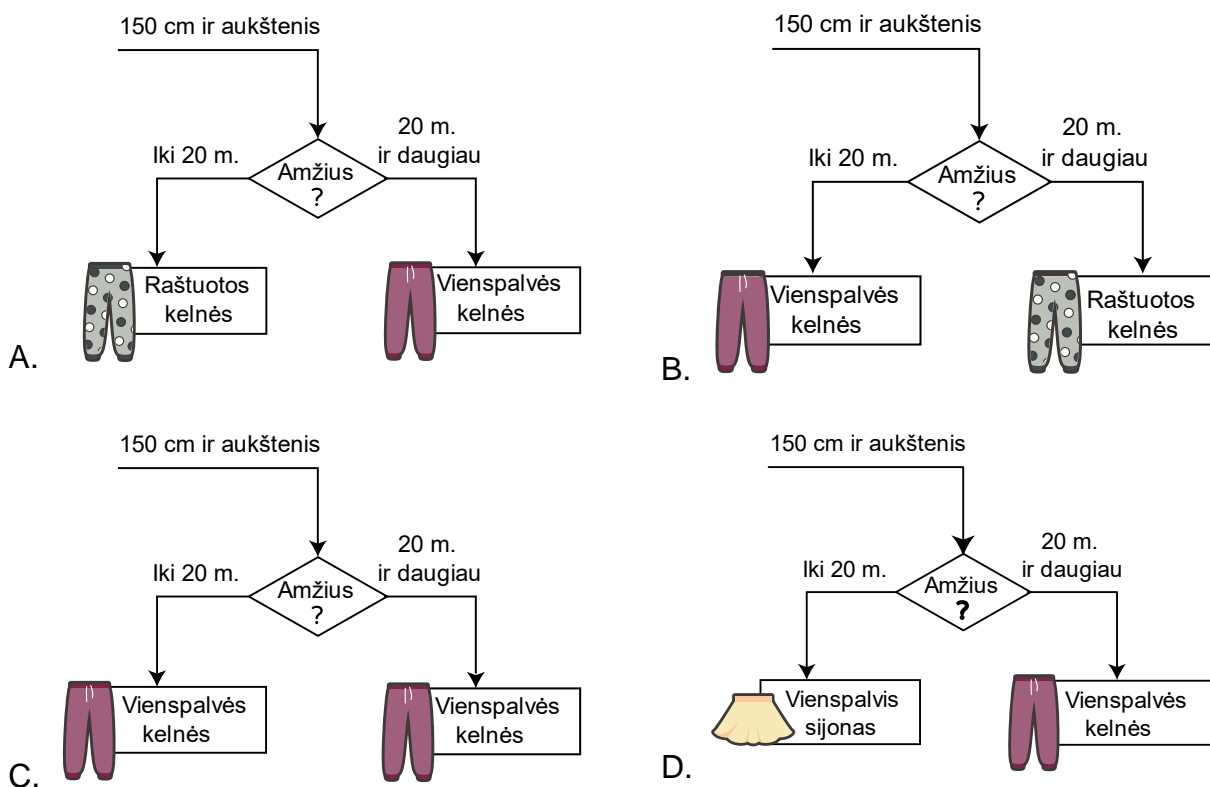 150 cm ir aukštenis
Iki 20 m.
Amžius
?
20 m.
ir daugiau
Raštuotos
kelnės
Vienspalvės
kelnės
A.
150 cm ir aukštenis
Iki 20 m.
Amžius
?
20 m.
ir daugiau
Vienspalvės
kelnės
Raštuotos
kelnės
B.
150 cm ir aukštenis
Iki 20 m.
Amžius
?
20 m.
ir daugiau
Vienspalvės
kelnės
Vienspalvės
kelnės
C.
150 cm ir aukštenis
Iki 20 m.
Amžius
?
20 m.
ir daugiau
Vienspalvis
sijonas
Vienspalvės
kelnės
D.